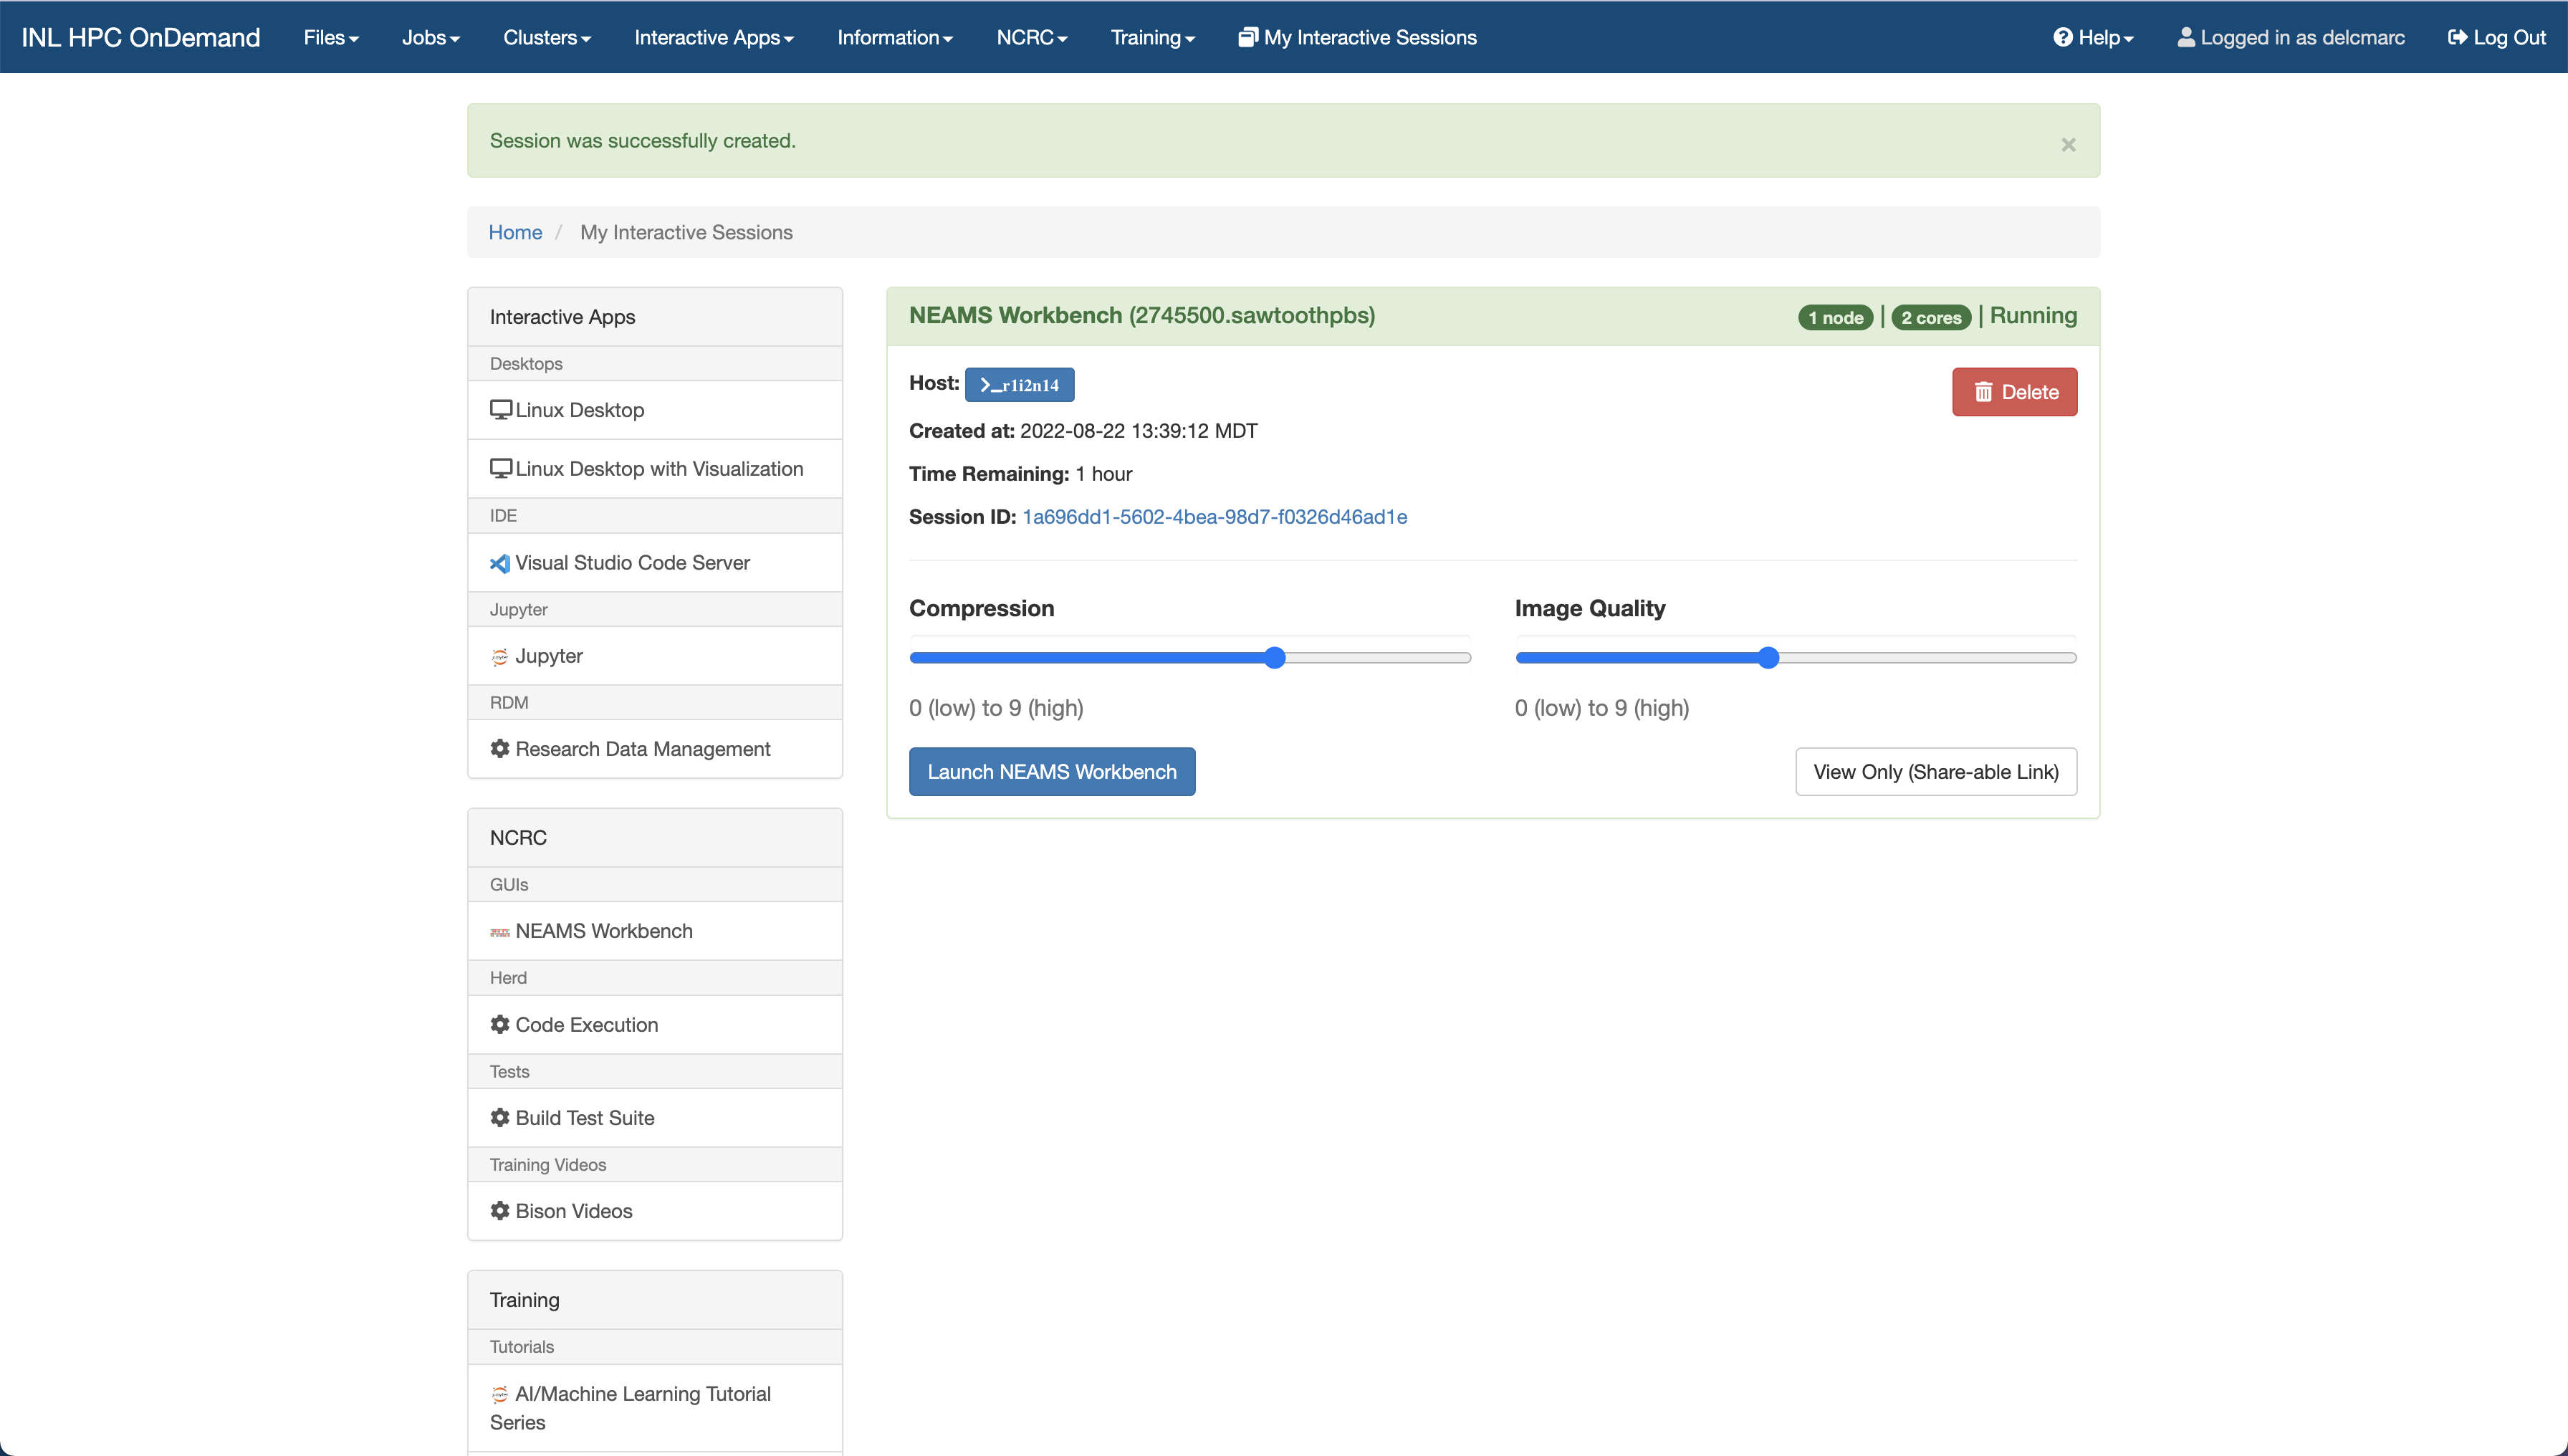 INL HPC OnDemand Files Jobs Clusters Interactive Apps Information NCRC Training My Interactive Sessions Help Logged in as delcmarc Log Out
Session was successfully created. ×
Home / My Interactive Sessions
Interactive Apps
Desktops
Linux Desktop
Linux Desktop with Visualization
IDE
Visual Studio Code Server
Jupyter
Jupyter
RDM
Research Data Management
NCRC
GUIs
NEAMS Workbench
Herd
Code Execution
Tests
Build Test Suite
Training Videos
Bison Videos
Training
Tutorials
AI/Machine Learning Tutorial
Series
NEAMS Workbench (2745500.sawtoothpbs) 1 node | 2 cores | Running
Host: >_r1i2n14 Delete
Created at: 2022-08-22 13:39:12 MDT
Time Remaining: 1 hour
Session ID: 1a696dd1-5602-4bea-98d7-f0326d46ad1e
Compression Image Quality
0 (low) to 9 (high) 0 (low) to 9 (high)
Launch NEAMS Workbench View Only (Share-able Link)